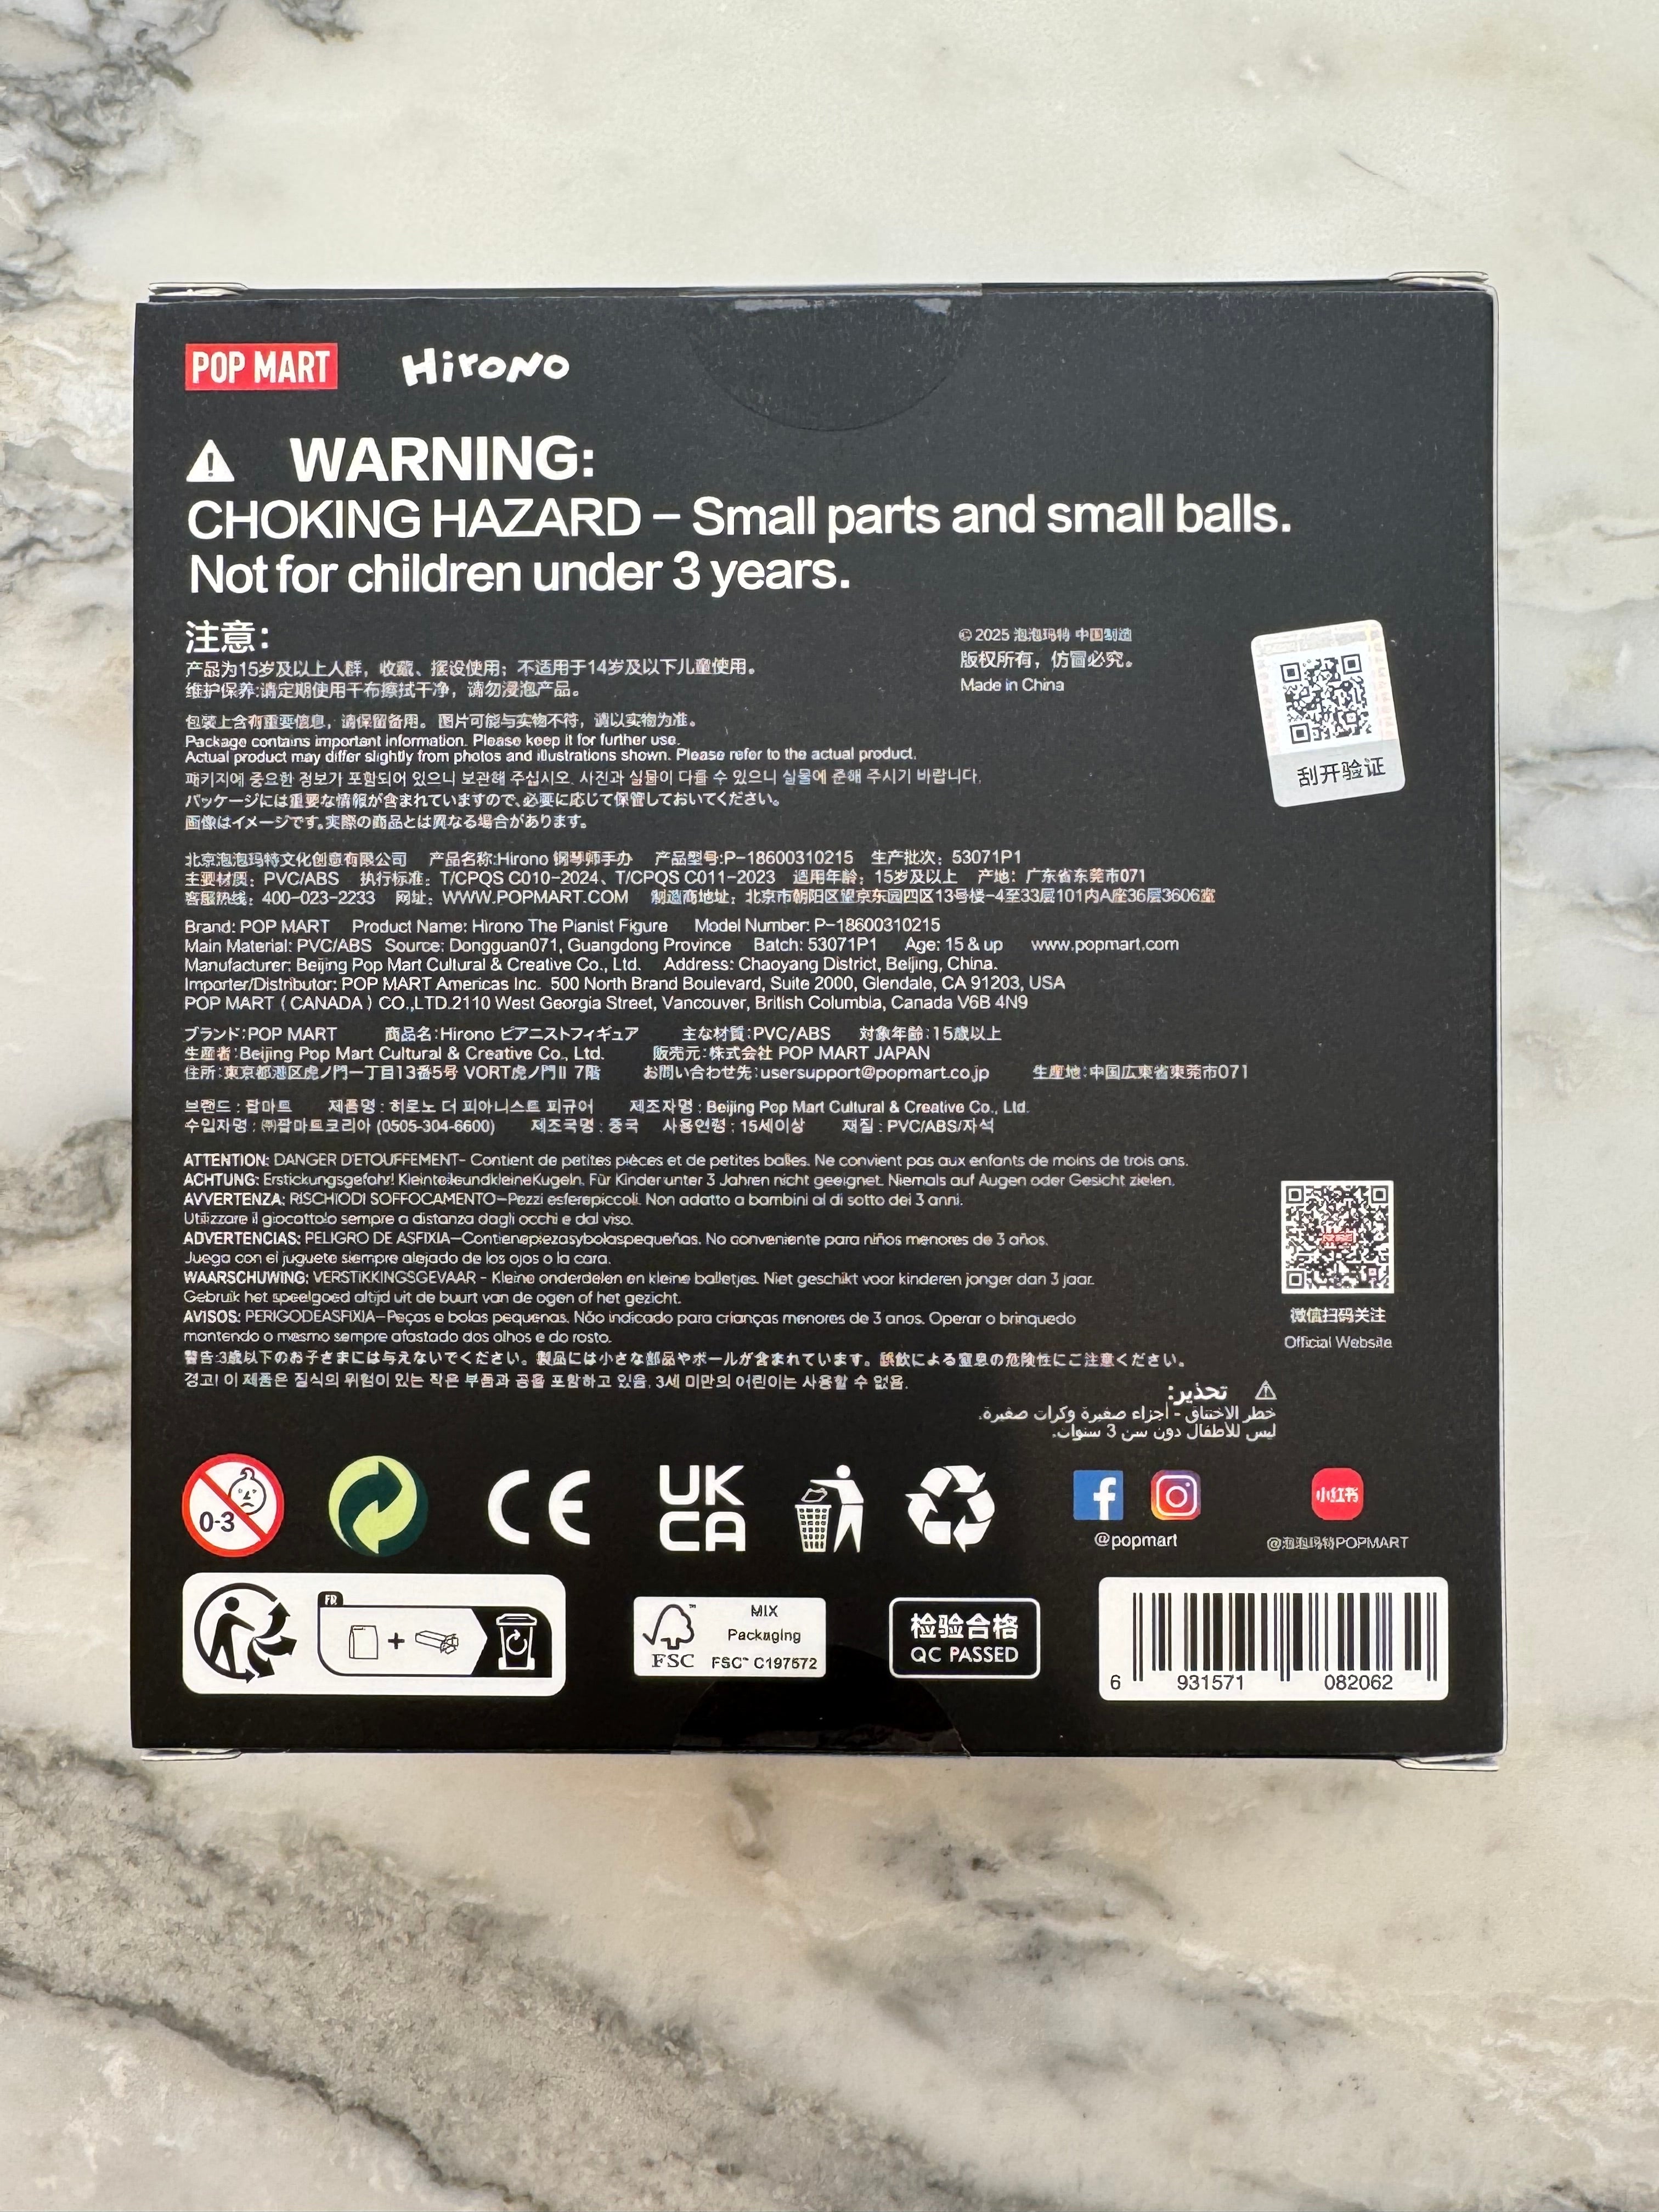 POP MART Hirono
WARNING:
CHOKING HAZARD – Small parts and small balls.
Not for children under 3 years.
注意:
产品为15岁及以上人群，收藏、摆设使用；不适用于14岁及以下儿童使用。
维护保养:请定期使用干布擦拭干净，请勿浸泡产品。
© 2025 泡泡玛特 中国制造
版权所有，仿冒必究。
Made in China
刮开验证
包装上含有重要信息，请保留备用。图片可能与实物不符，请以实物为准。
Package contains important information. Please keep it for further use.
Actual product may differ slightly from photos and illustrations shown. Please refer to the actual product.
패키지에 중요한 정보가 포함되어 있으니 보관해 주십시오. 사진과 실물이 다를 수 있으니 실물에 준해 주시기 바랍니다.
パッケージには重要な情報が含まれていますので、必要に応じて保管しておいてください。
画像はイメージです。実際の商品とは異なる場合があります。
北京泡泡玛特文化创意有限公司 产品名称:Hirono 钢琴师手办 产品型号:P-18600310215 生产批次：53071P1
主要材质：PVC/ABS 执行标准：T/CPQS C010-2024、T/CPQS C011-2023 适用年龄：15岁及以上 产地：广东省东莞市071
客服热线：400-023-2233 网址：WWW.POPMART.COM 制造商地址：北京市朝阳区望京东园四区13号楼-4至33层101内A座36层3606室
Brand: POP MART Product Name: Hirono The Pianist Figure Model Number: P-18600310215
Main Material: PVC/ABS Source: Dongguan071, Guangdong Province Batch: 53071P1 Age: 15 & up www.popmart.com
Manufacturer: Beijing Pop Mart Cultural & Creative Co., Ltd. Address: Chaoyang District, Beijing, China.
Importer/Distributor: POP MART Americas Inc. 500 North Brand Boulevard, Suite 2000, Glendale, CA 91203, USA
POP MART ( CANADA ) CO.,LTD.2110 West Georgia Street, Vancouver, British Columbia, Canada V6B 4N9
ブランド:POP MART 商品名:Hirono ピアニストフィギュア 主な材質:PVC/ABS 対象年齢:15歳以上
生産者:Beijing Pop Mart Cultural & Creative Co., Ltd. 販売元:株式会社 POP MART JAPAN
住所:東京都港区虎ノ門一丁目13番5号 VORT虎ノ門II 7階 お問い合わせ先:usersupport@popmart.co.jp 生産地:中国広東省東莞市071
브랜드 : 팝마트 제품명 : 히로노 더 피아니스트 피규어 제조자명 : Beijing Pop Mart Cultural & Creative Co., Ltd.
수입자명 : ㈜팝마트코리아 (0505-304-6600) 제조국명 : 중국 사용연령 : 15세이상 재질 : PVC/ABS/자석
ATTENTION: DANGER D'ETOUFFEMENT- Contient de petites pièces et de petites balles. Ne convient pas aux enfants de moins de trois ans.
ACHTUNG: Erstickungsgefahr! KleinteileundkleineKugeln. Für Kinder unter 3 Jahren nicht geeignet. Niemals auf Augen oder Gesicht zielen.
AVVERTENZA: RISCHIODI SOFFOCAMENTO-Pezzi esferepiccoli. Non adatto a bambini al di sotto dei 3 anni.
Utilizzare il giocattolo sempre a distanza dagli occhi e dal viso.
ADVERTENCIAS: PELIGRO DE ASFIXIA-Contienepiezasybolaspequeñas. No conveniente para niños menores de 3 años.
Juega con el juguete siempre alejado de los ojos o la cara.
WAARSCHUWING: VERSTIKKINGSGEVAAR - Kleine onderdelen en kleine balletjes. Niet geschikt voor kinderen jonger dan 3 jaar.
Gebruik het speelgoed altijd uit de buurt van de ogen of het gezicht.
AVISOS: PERIGODEASFIXIA-Peças e bolas pequenas. Não indicado para crianças menores de 3 anos. Operar o brinquedo
mantendo o mesmo sempre afastado dos olhos e do rosto.
警告:3歳以下のお子さまには与えないでください。製品には小さな部品やボールが含まれています。誤飲による窒息の危険性にご注意ください。
경고! 이 제품은 질식의 위험이 있는 작은 부품과 공을 포함하고 있음. 3세 미만의 어린이는 사용할 수 없음.
微信扫码关注
Official Website
تحذير:
خطر الاختناق - أجزاء صغيرة وكرات صغيرة.
ليس للأطفال دون سن 3 سنوات.
0-3
CE
UK
CA
@popmart
小红书
@泡泡玛特POPMART
FR
FSC
MIX
Packaging
FSC™ C197672
检验合格
QC PASSED
6 931571 082062